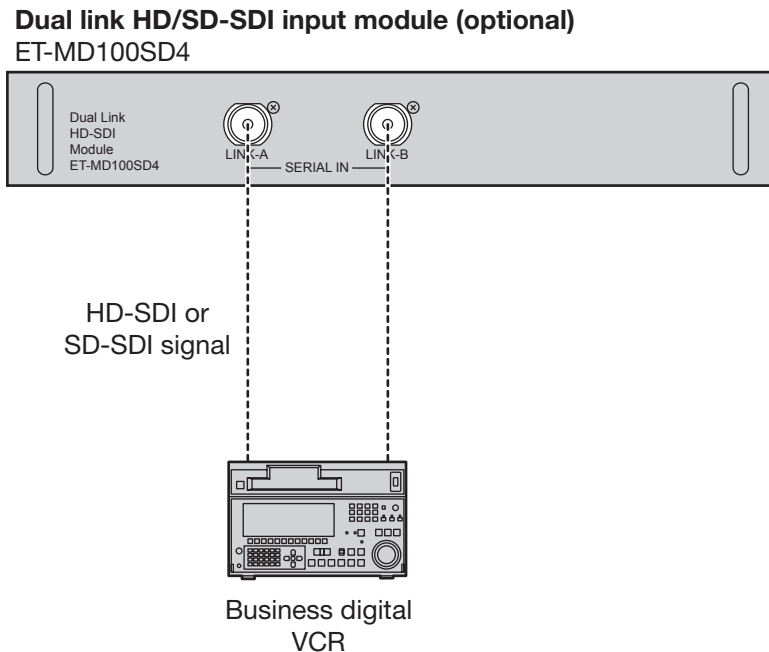 Dual link HD/SD-SDI input module (optional)
ET-MD100SD4
Dual Link
HD-SDI
Module
ET-MD100SD4
LINK-A
LINK-B
SERIAL IN
HD-SDI or
SD-SDI signal
Business digital
VCR